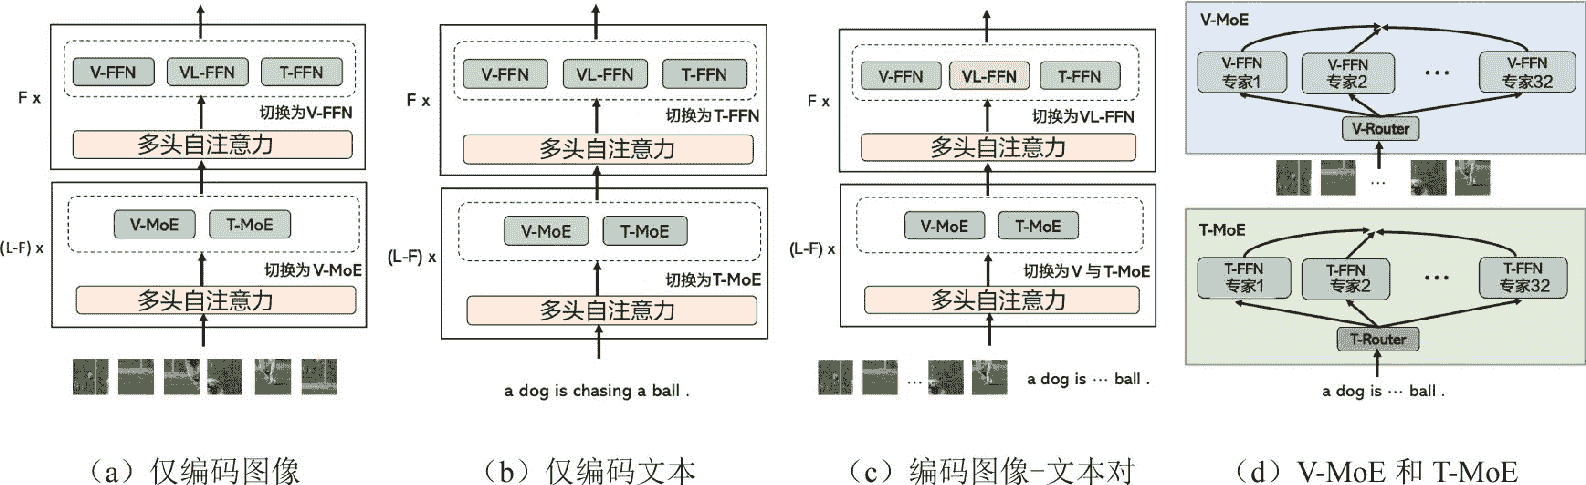 V-FFN VL-FFN T-FFN
F x
切换为V-FFN
多头自注意力
V-MoE T-MoE
(L-F) x
切换为 V-MoE
多头自注意力
(a) 仅编码图像
V-FFN VL-FFN T-FFN
F x
切换为T-FFN
多头自注意力
V-MoE T-MoE
(L-F) x
切换为T-MoE
多头自注意力
a dog is chasing a ball .
(b) 仅编码文本
V-FFN VL-FFN T-FFN
F x
切换为VL-FFN
多头自注意力
V-MoE T-MoE
(L-F) x
切换为 V 与T-MoE
多头自注意力
... a dog is ... ball .
(c) 编码图像-文本对
V-MoE
V-FFN 专家1
V-FFN 专家2
...
V-FFN 专家32
V-Router
...
T-MoE
T-FFN 专家1
T-FFN 专家2
...
T-FFN 专家32
T-Router
a dog is ... ball .
(d) V-MoE 和 T-MoE